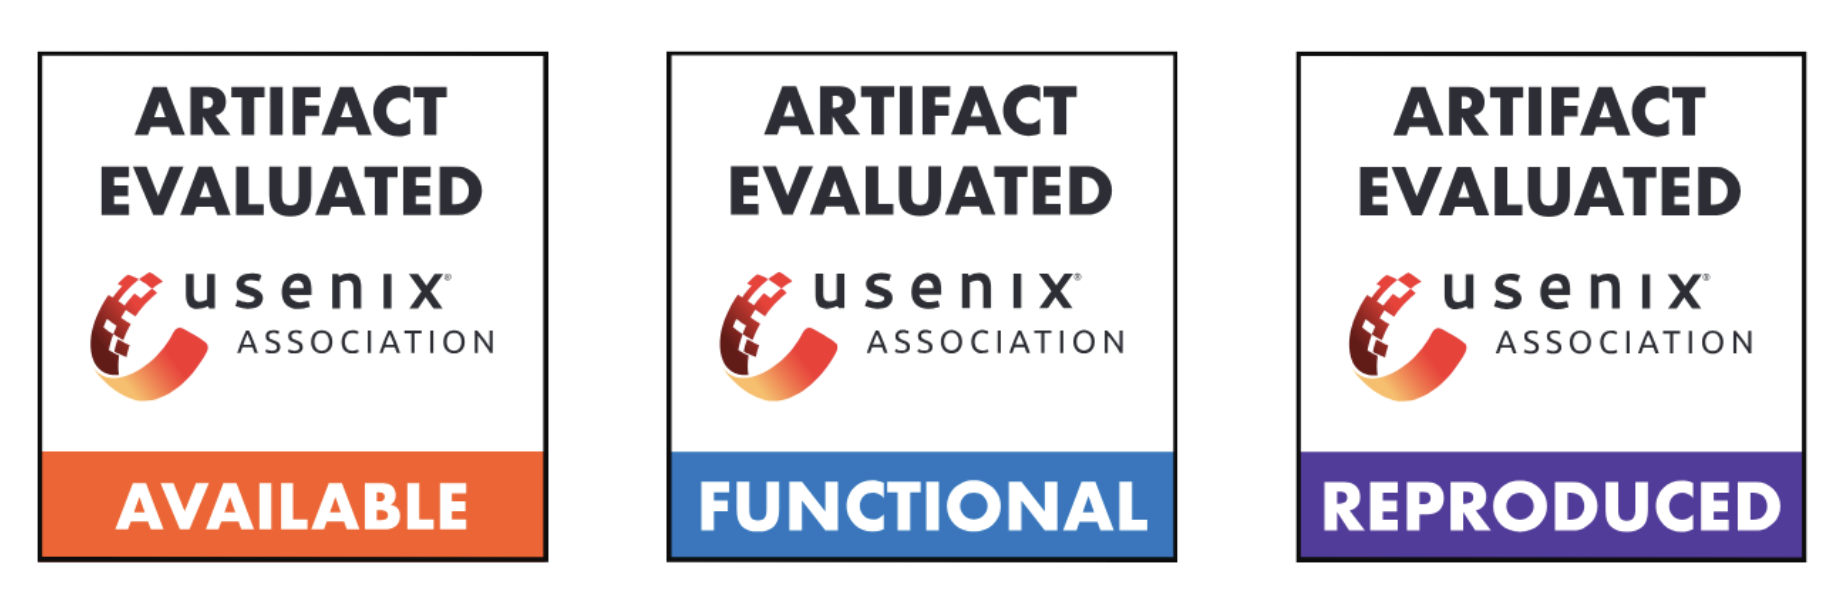 ARTIFACT
EVALUATED
usenix®
ASSOCIATION
AVAILABLE
ARTIFACT
EVALUATED
usenix®
ASSOCIATION
FUNCTIONAL
ARTIFACT
EVALUATED
usenix®
ASSOCIATION
REPRODUCED